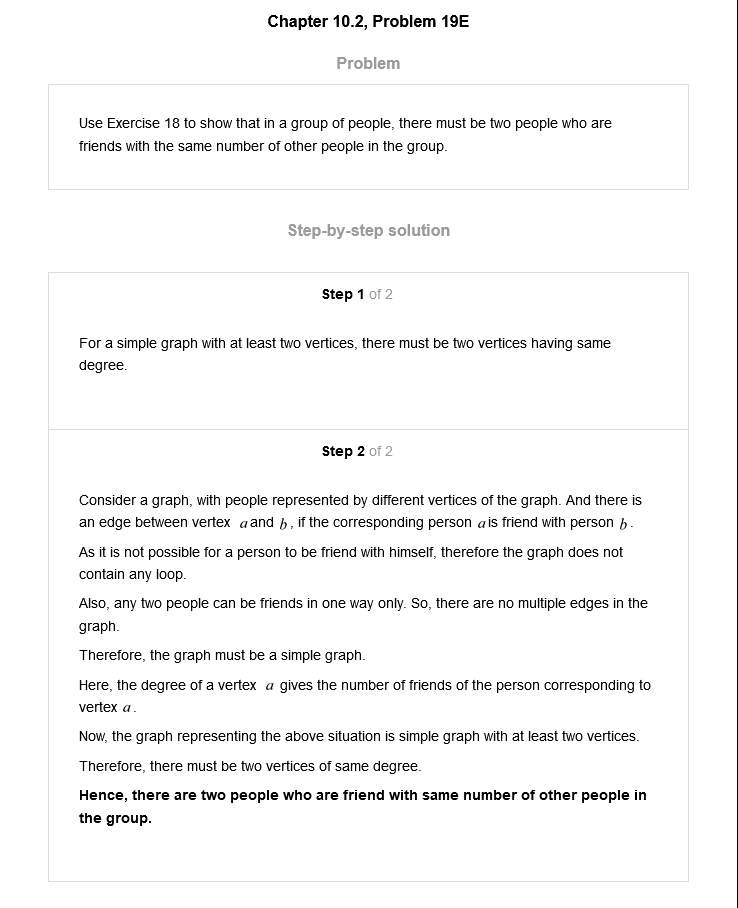 Chapter 10.2, Problem 19E
Problem
Use Exercise 18 to show that in a group of people, there must be two people who are
friends with the same number of other people in the group.
Step-by-step solution
Step 1 of 2
For a simple graph with at least two vertices, there must be two vertices having same
degree.
Step 2 of 2
Consider a graph, with people represented by different vertices of the graph. And there is
an edge between vertex a and b, if the corresponding person a is friend with person b.
As it is not possible for a person to be friend with himself, therefore the graph does not
contain any loop.
Also, any two people can be friends in one way only. So, there are no multiple edges in the
graph.
Therefore, the graph must be a simple graph.
Here, the degree of a vertex a gives the number of friends of the person corresponding to
vertex a.
Now, the graph representing the above situation is simple graph with at least two vertices.
Therefore, there must be two vertices of same degree.
Hence, there are two people who are friend with same number of other people in
the group.